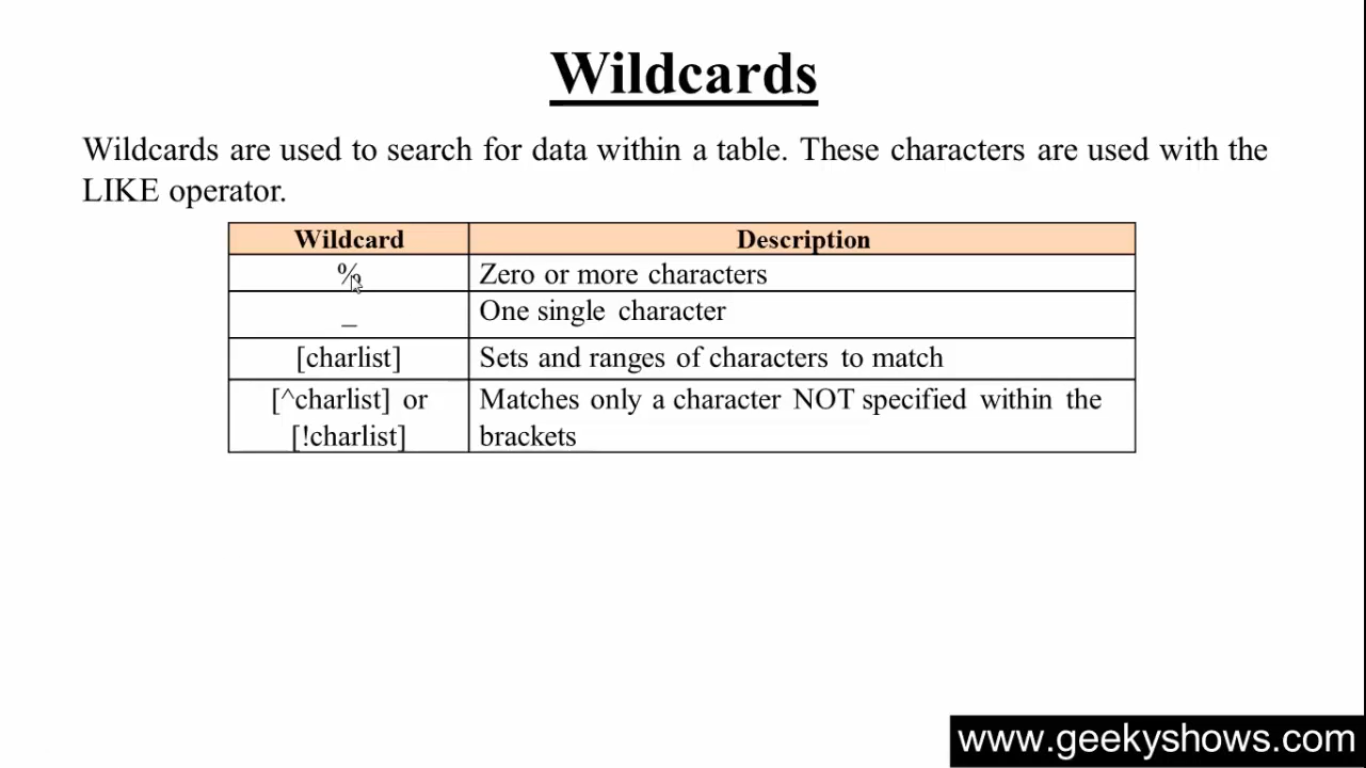 Wildcards
Wildcards are used to search for data within a table. These characters are used with the
LIKE operator.
Wildcard Description
% Zero or more characters
_ One single character
[charlist] Sets and ranges of characters to match
[^charlist] or Matches only a character NOT specified within the
[!charlist] brackets
www.geekyshows.com